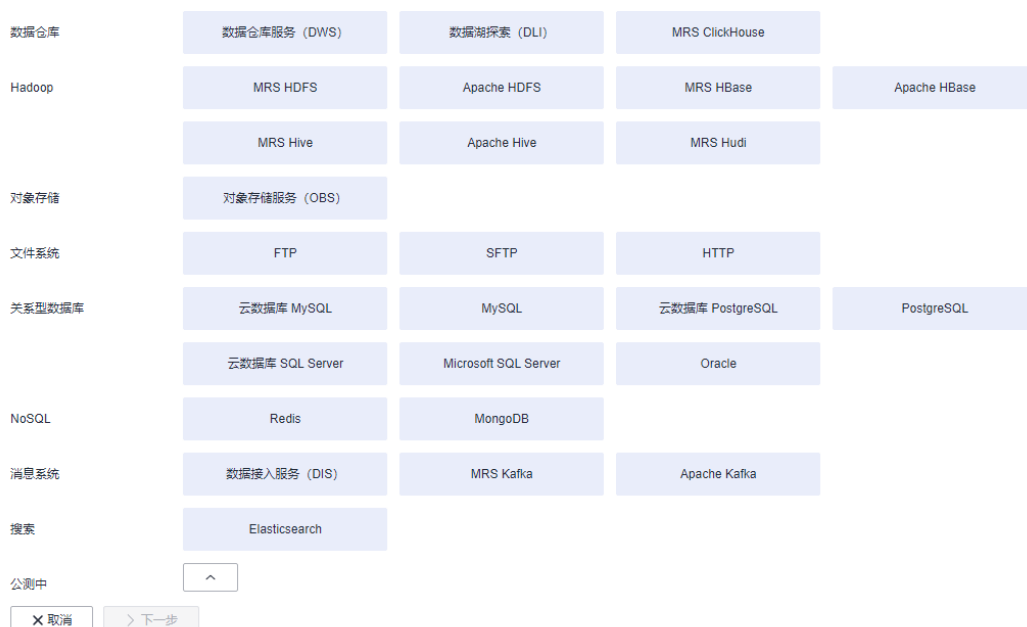 数据仓库 数据仓库服务（DWS） 数据湖探索（DLI） MRS ClickHouse
Hadoop MRS HDFS Apache HDFS MRS HBase Apache HBase
MRS Hive Apache Hive MRS Hudi
对象存储 对象存储服务（OBS）
文件系统 FTP SFTP HTTP
关系型数据库 云数据库 MySQL MySQL 云数据库 PostgreSQL PostgreSQL
云数据库 SQL Server Microsoft SQL Server Oracle
NoSQL Redis MongoDB
消息系统 数据接入服务（DIS） MRS Kafka Apache Kafka
搜索 Elasticsearch
公测中
取消 下一步